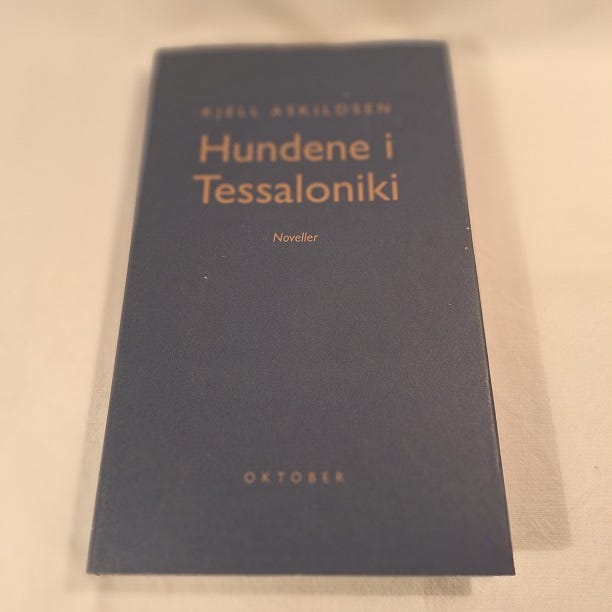 KJELL ASKILDSEN
Hundene i
Tessaloniki
Noveller
OKTOBER